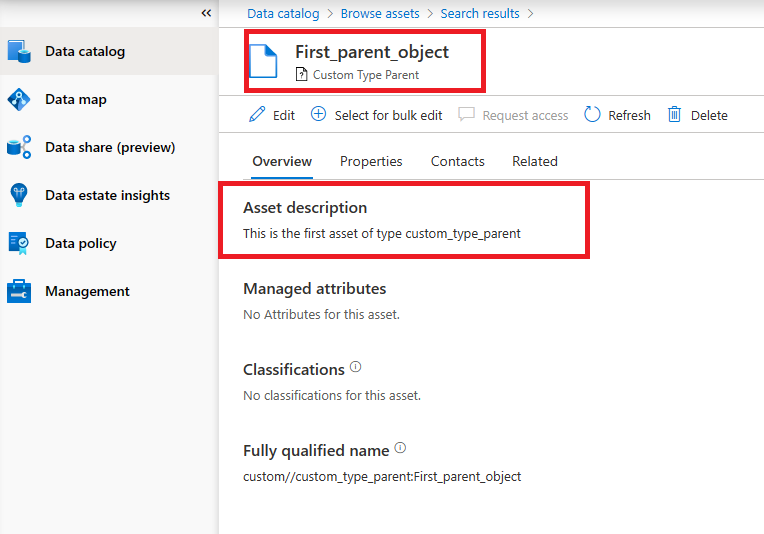 Data catalog > Browse assets > Search results >
«
Data catalog
Data map
Data share (preview)
Data estate insights
Data policy
Management
First_parent_object
Custom Type Parent
Edit Select for bulk edit Request access Refresh Delete
Overview Properties Contacts Related
Asset description
This is the first asset of type custom_type_parent
Managed attributes
No Attributes for this asset.
Classifications
No classifications for this asset.
Fully qualified name
custom//custom_type_parent:First_parent_object